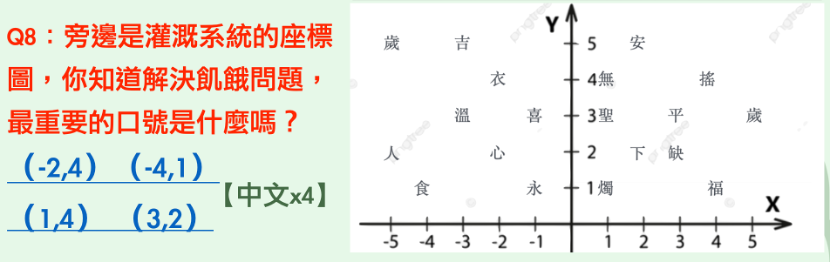 Q8：旁邊是灌溉系統的座標
圖，你知道解決飢餓問題，
最重要的口號是什麼嗎？
(-2,4) (-4,1)
(1,4) (3,2)
【中文x4】
Y
歲 吉 5 安
衣 4無 搖
溫 喜 3聖 平 歲
人 心 2 下 缺
食 永 1燭 福
X
-5 -4 -3 -2 -1 1 2 3 4 5